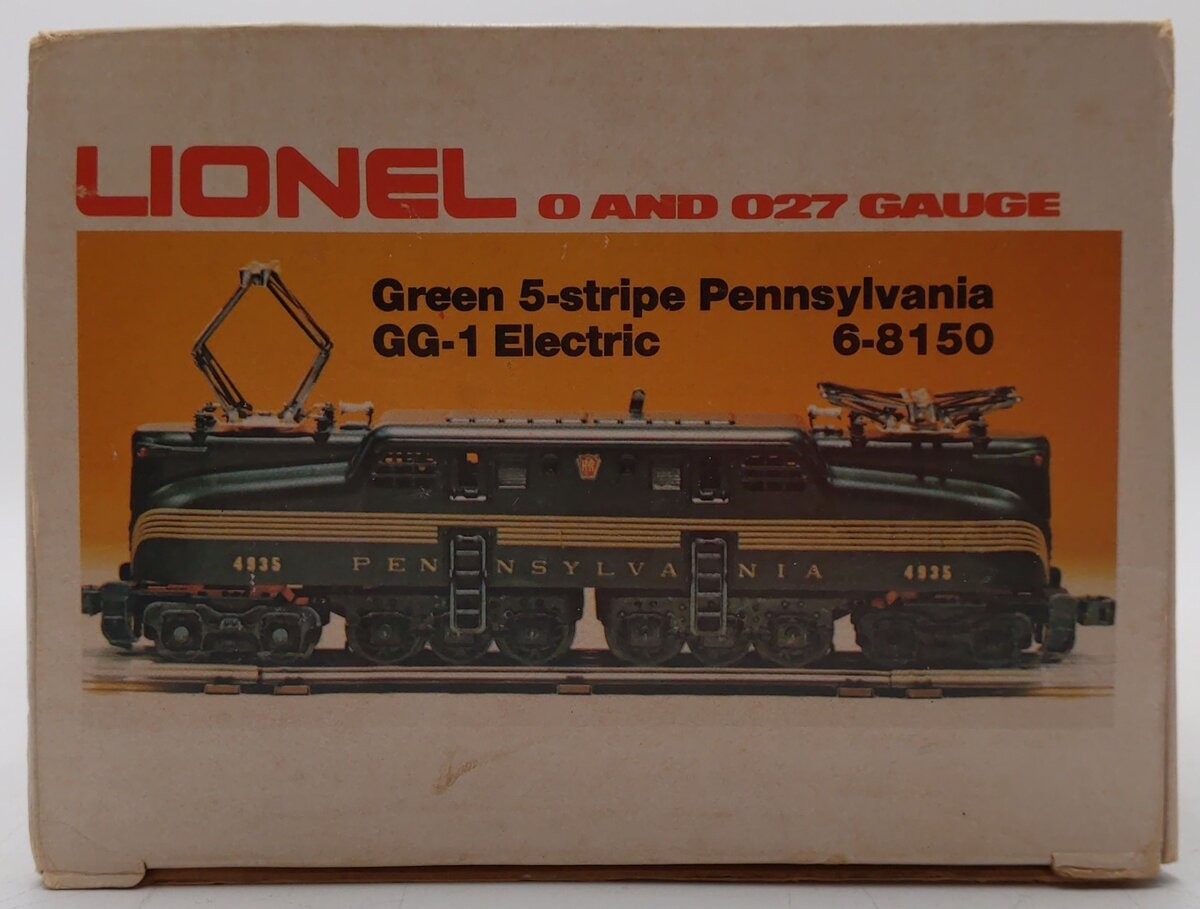 LIONEL O AND O27 GAUGE
Green 5-stripe Pennsylvania
GG-1 Electric 6-8150
4935 PENNSYLVANIA 4935